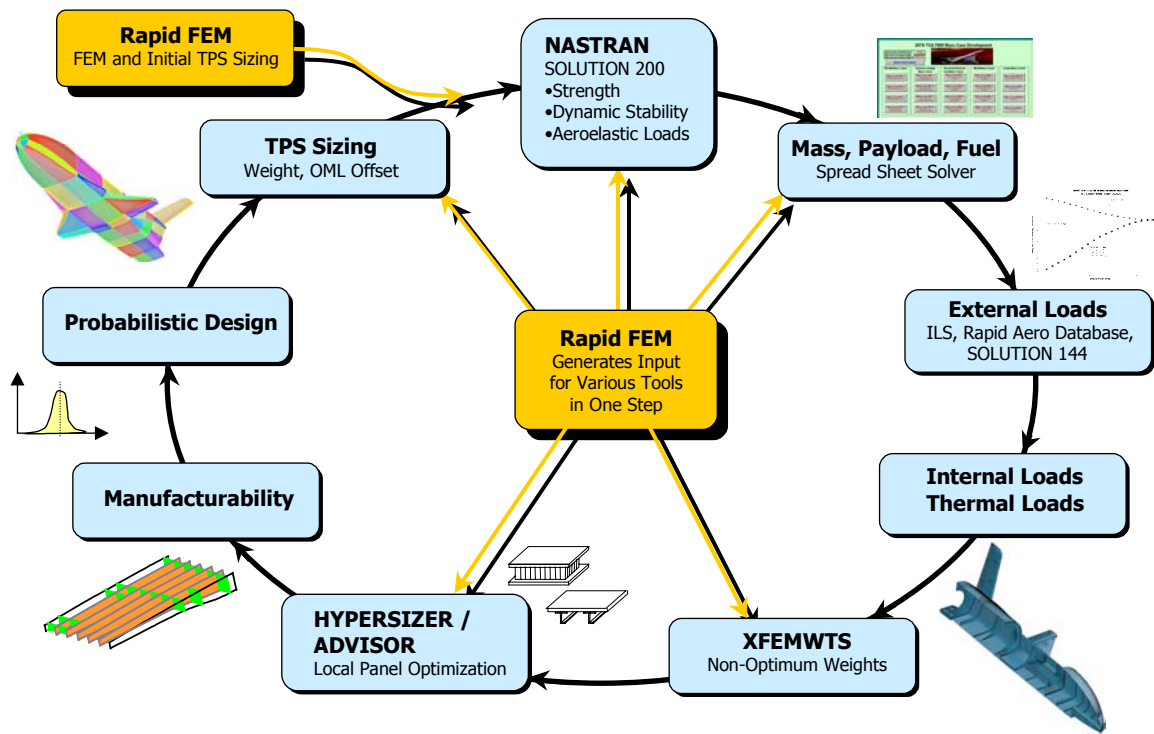 Rapid FEM
FEM and Initial TPS Sizing
NASTRAN
SOLUTION 200
•Strength
•Dynamic Stability
•Aeroelastic Loads
TPS Sizing
Weight, OML Offset
Mass, Payload, Fuel
Spread Sheet Solver
Probabilistic Design
External Loads
ILS, Rapid Aero Database,
SOLUTION 144
Rapid FEM
Generates Input
for Various Tools
in One Step
Manufacturability
Internal Loads
Thermal Loads
HYPERSIZER /
ADVISOR
Local Panel Optimization
XFEMWTS
Non-Optimum Weights